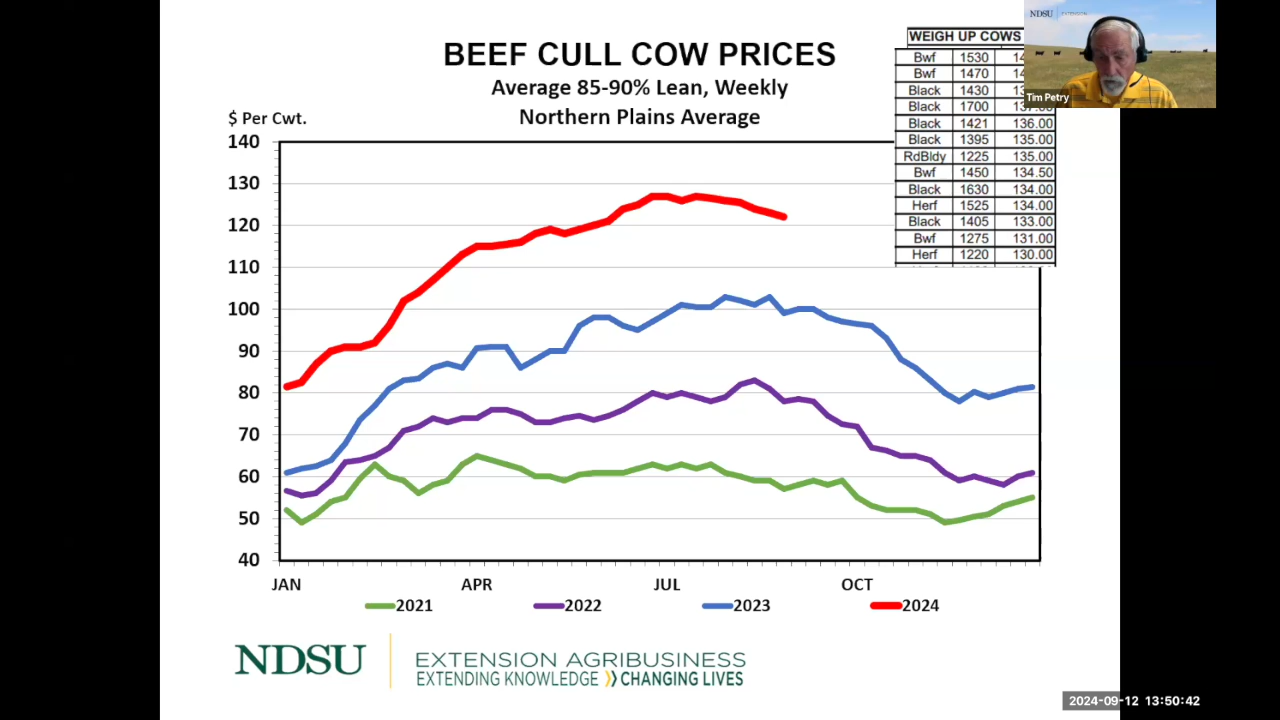 BEEF CULL COW PRICES
Average 85-90% Lean, Weekly
Northern Plains Average
$ Per Cwt.
140
130
120
110
100
90
80
70
60
50
40
JAN APR JUL OCT
2021 2022 2023 2024
WEIGH UP COWS
Bwf 1530
Bwf 1470
Black 1430
Black 1700
Black 1421 136.00
Black 1395 135.00
RdBldy 1225 135.00
Bwf 1450 134.50
Black 1630 134.00
Herf 1525 134.00
Black 1405 133.00
Bwf 1275 131.00
Herf 1220 130.00
NDSU EXTENSION
Tim Petry
NDSU
EXTENSION AGRIBUSINESS
EXTENDING KNOWLEDGE CHANGING LIVES
2024-09-12 13:50:42